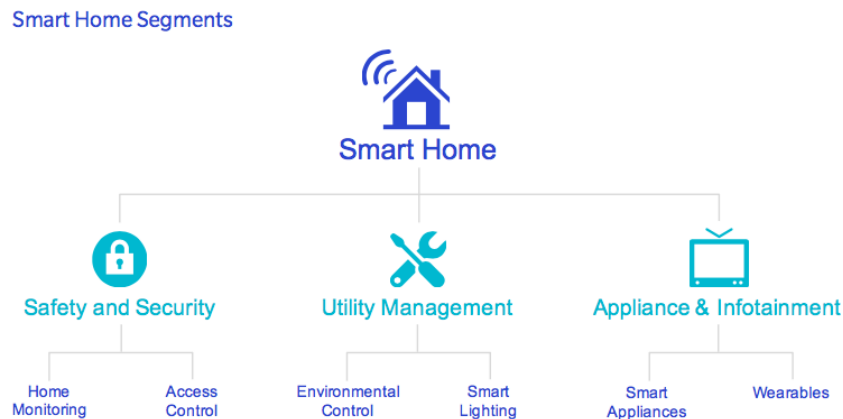 Smart Home Segments
Smart Home
Safety and Security
Utility Management
Appliance & Infotainment
Home
Monitoring
Access
Control
Environmental
Control
Smart
Lighting
Smart
Appliances
Wearables